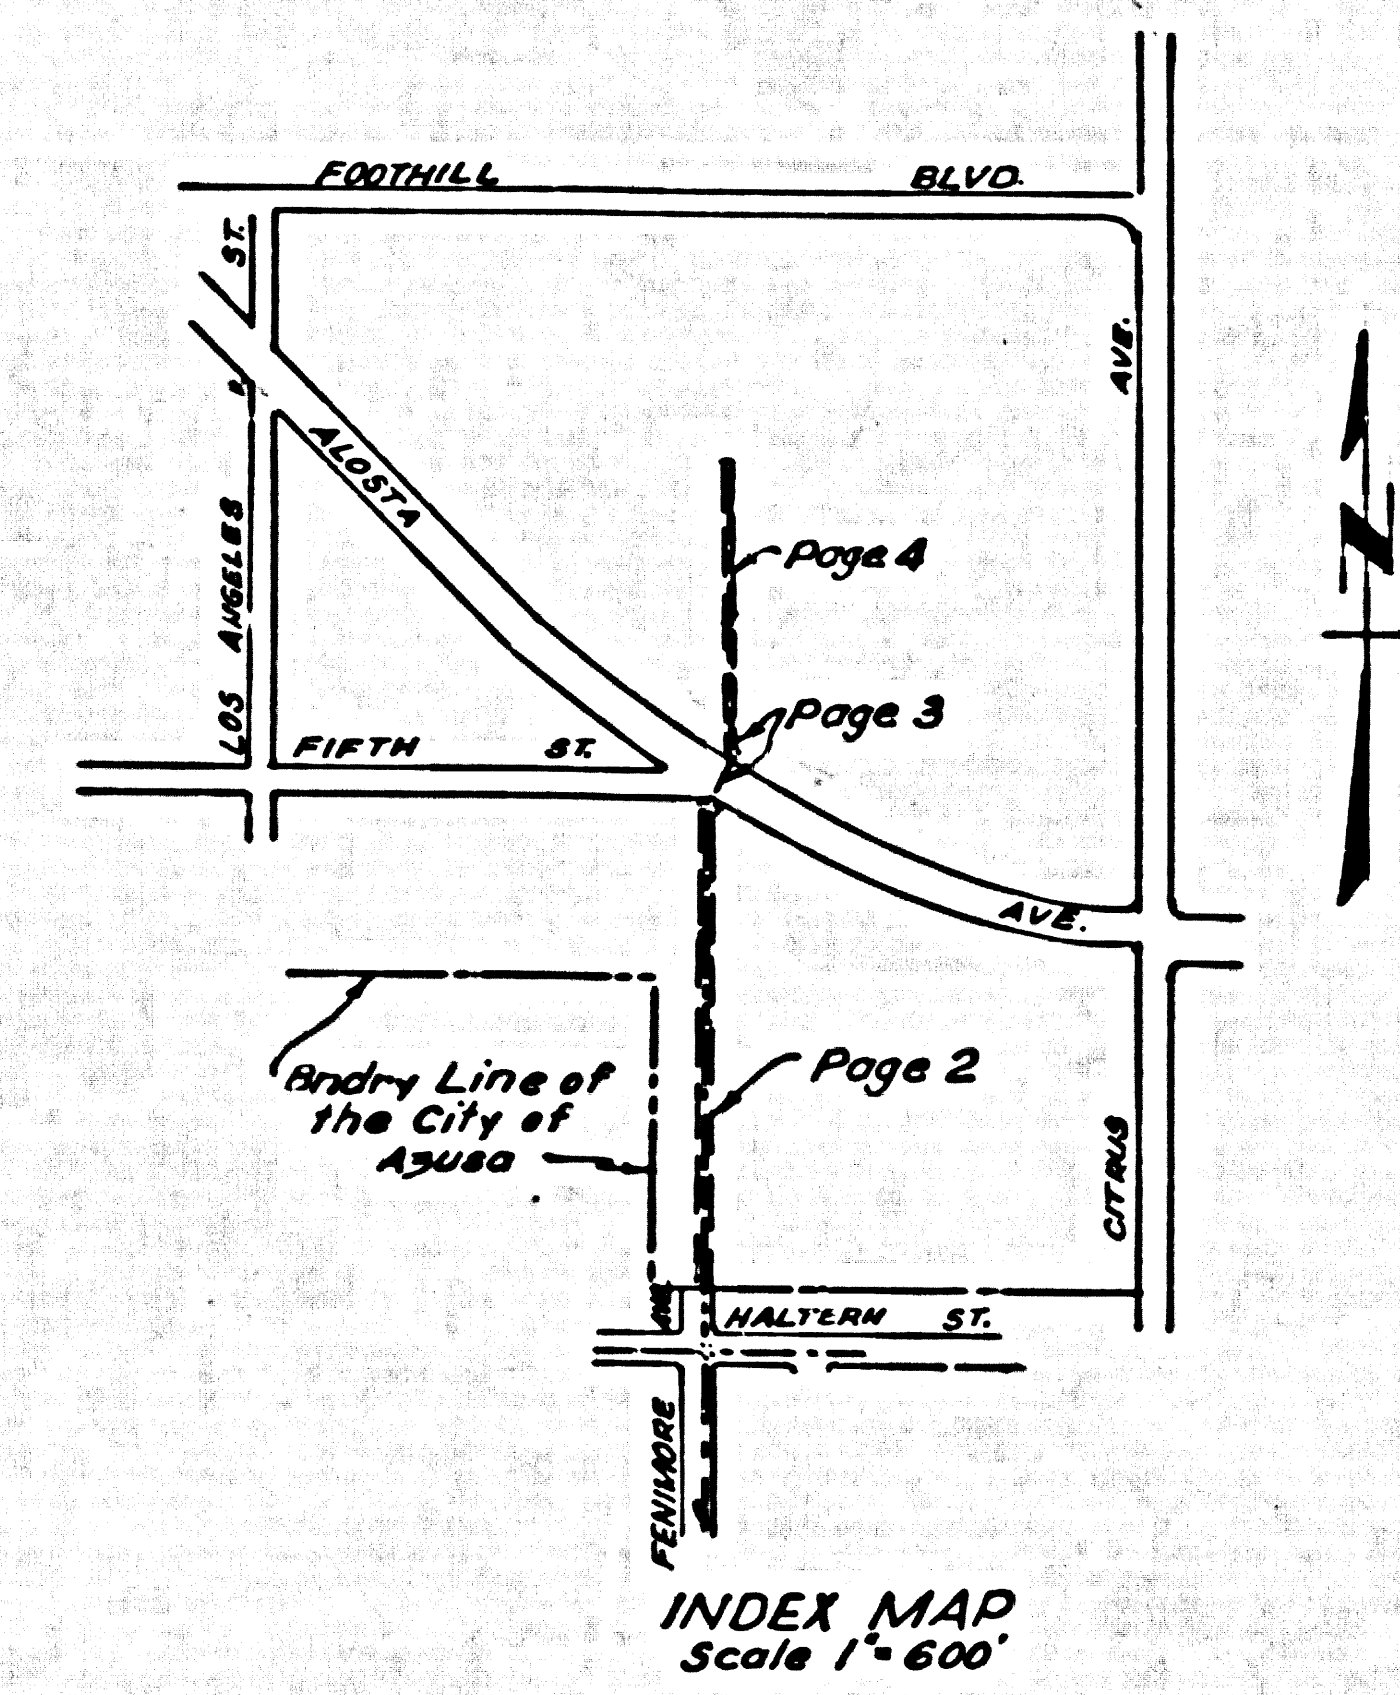 FOOTHILL BLVD.
ST.
AVE.
ALOSTA
LOS ANGELES
Page 4
Page 3
FIFTH ST.
AVE.
N
Bndry Line of
the City of
Azusa
Page 2
CITRUS
AVE.
HALTERN ST.
FENIMORE
INDEX MAP
Scale 1"=600'